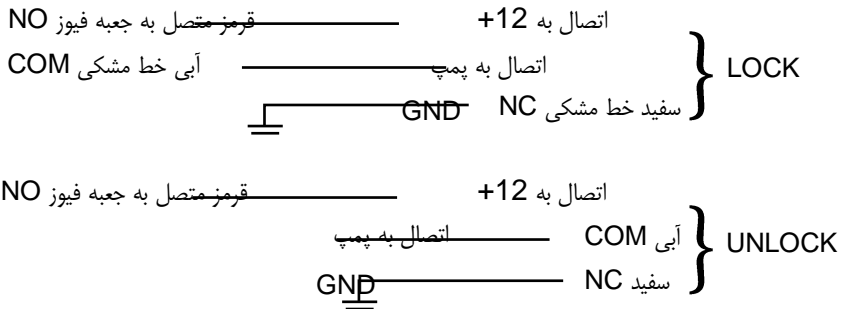 قرمز متصل به جعبه فیوز NO اتصال به 12+
آبی خط مشکی COM اتصال به پمپ
LOCK
سفید خط مشکی NC GND
قرمز متصل به جعبه فیوز NO اتصال به 12+
آبی COM اتصال به پمپ
UNLOCK
سفید NC GND